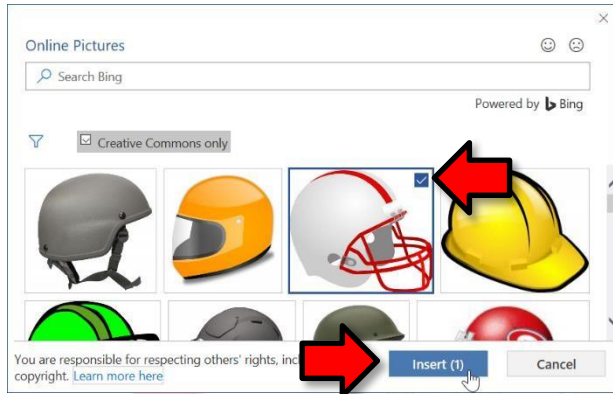 Online Pictures
Search Bing
Powered by Bing
Creative Commons only
You are responsible for respecting others' rights,
copyright. Learn more here
Insert (1)
Cancel